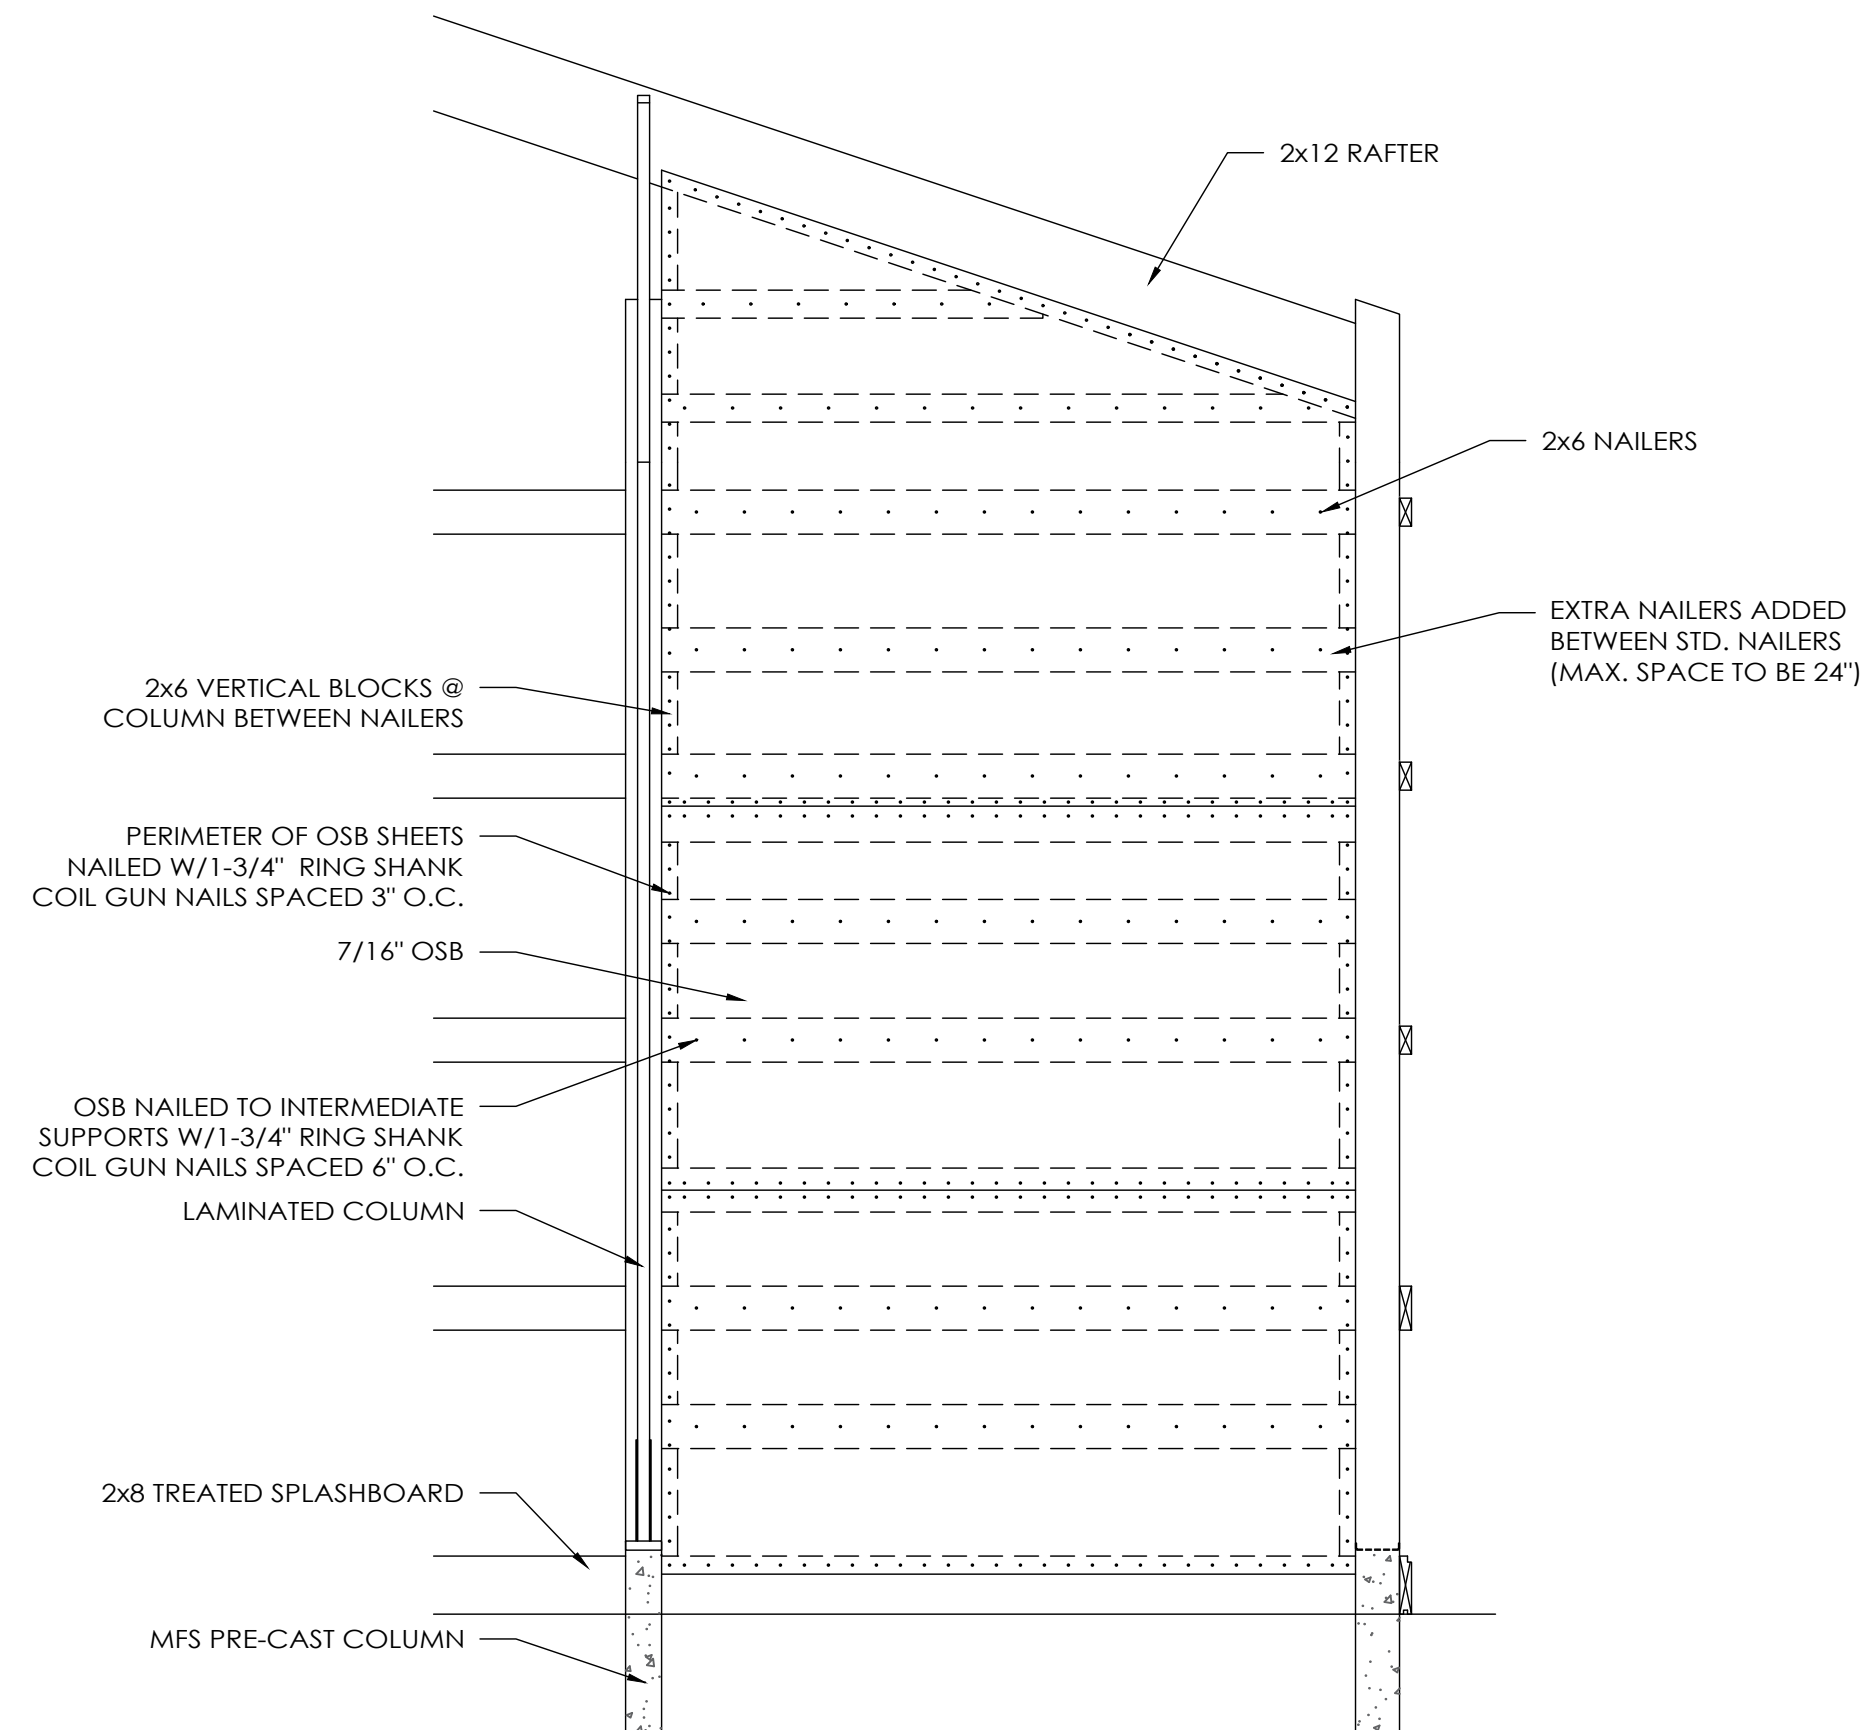 2x12 RAFTER
2x6 NAILERS
EXTRA NAILERS ADDED
BETWEEN STD. NAILERS
(MAX. SPACE TO BE 24")
2x6 VERTICAL BLOCKS @
COLUMN BETWEEN NAILERS
PERIMETER OF OSB SHEETS
NAILED W/1-3/4" RING SHANK
COIL GUN NAILS SPACED 3" O.C.
7/16" OSB
OSB NAILED TO INTERMEDIATE
SUPPORTS W/1-3/4" RING SHANK
COIL GUN NAILS SPACED 6" O.C.
LAMINATED COLUMN
2x8 TREATED SPLASHBOARD
MFS PRE-CAST COLUMN